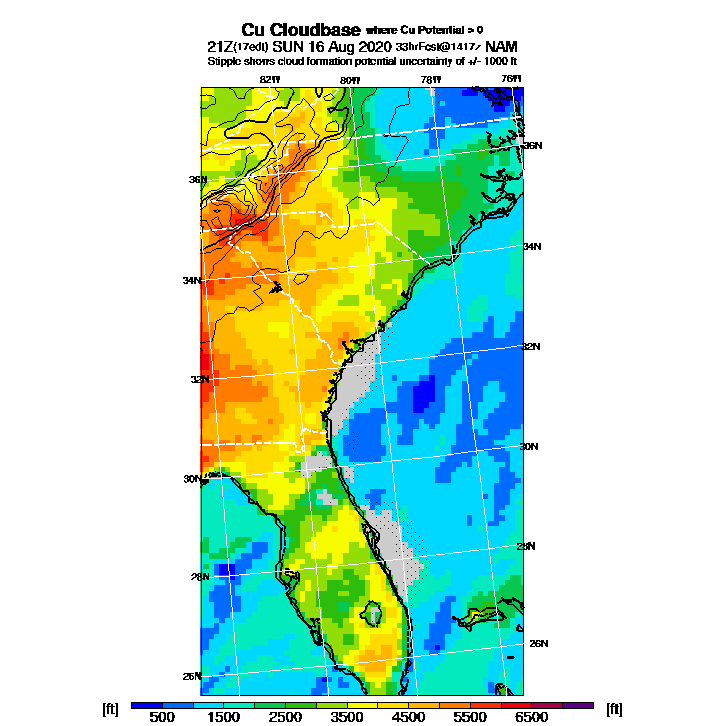 Cu Cloudbase where Cu Potential > 0
21Z(17edt) SUN 16 Aug 2020 33hrFcst@1417z NAM
Stipple shows cloud formation potential uncertainty of +/- 1000 ft
82W 80W 78W 76W
36N
36N
34N
34N
32N
32N
30N
30N
28N
28N
26N
26N
[ft] 500 1500 2500 3500 4500 5500 6500 [ft]